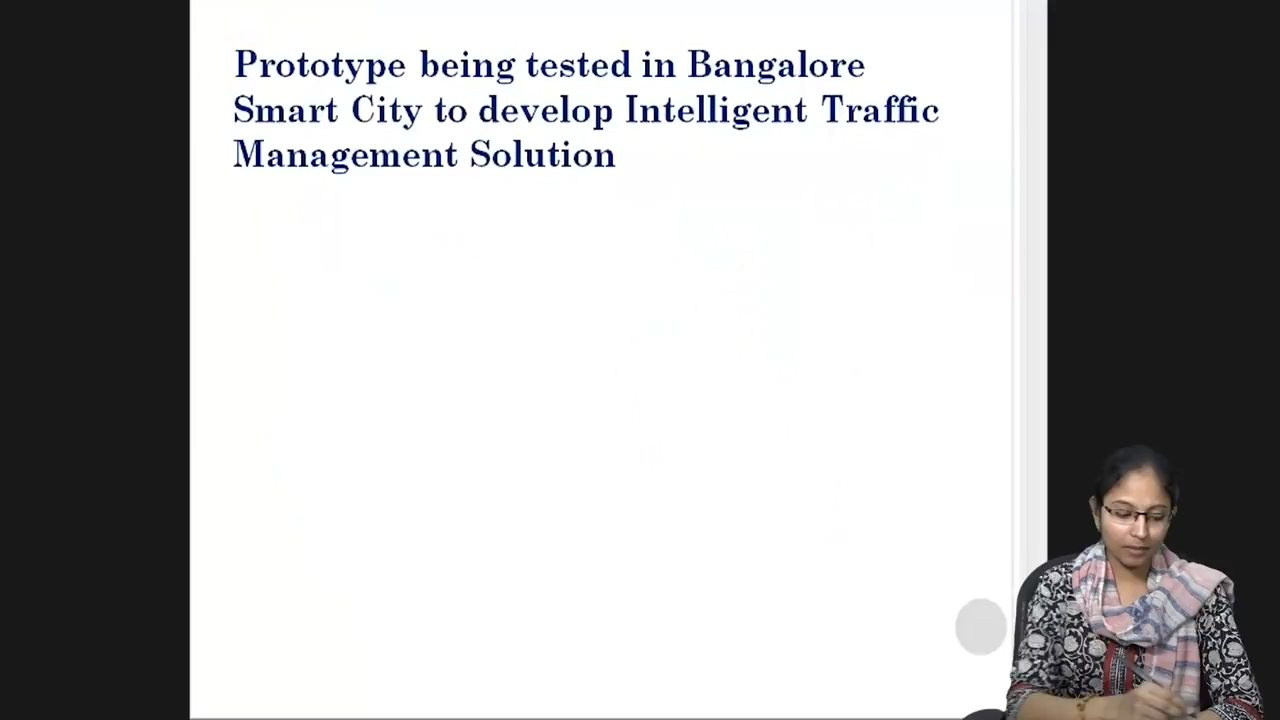 Prototype being tested in Bangalore
Smart City to develop Intelligent Traffic
Management Solution